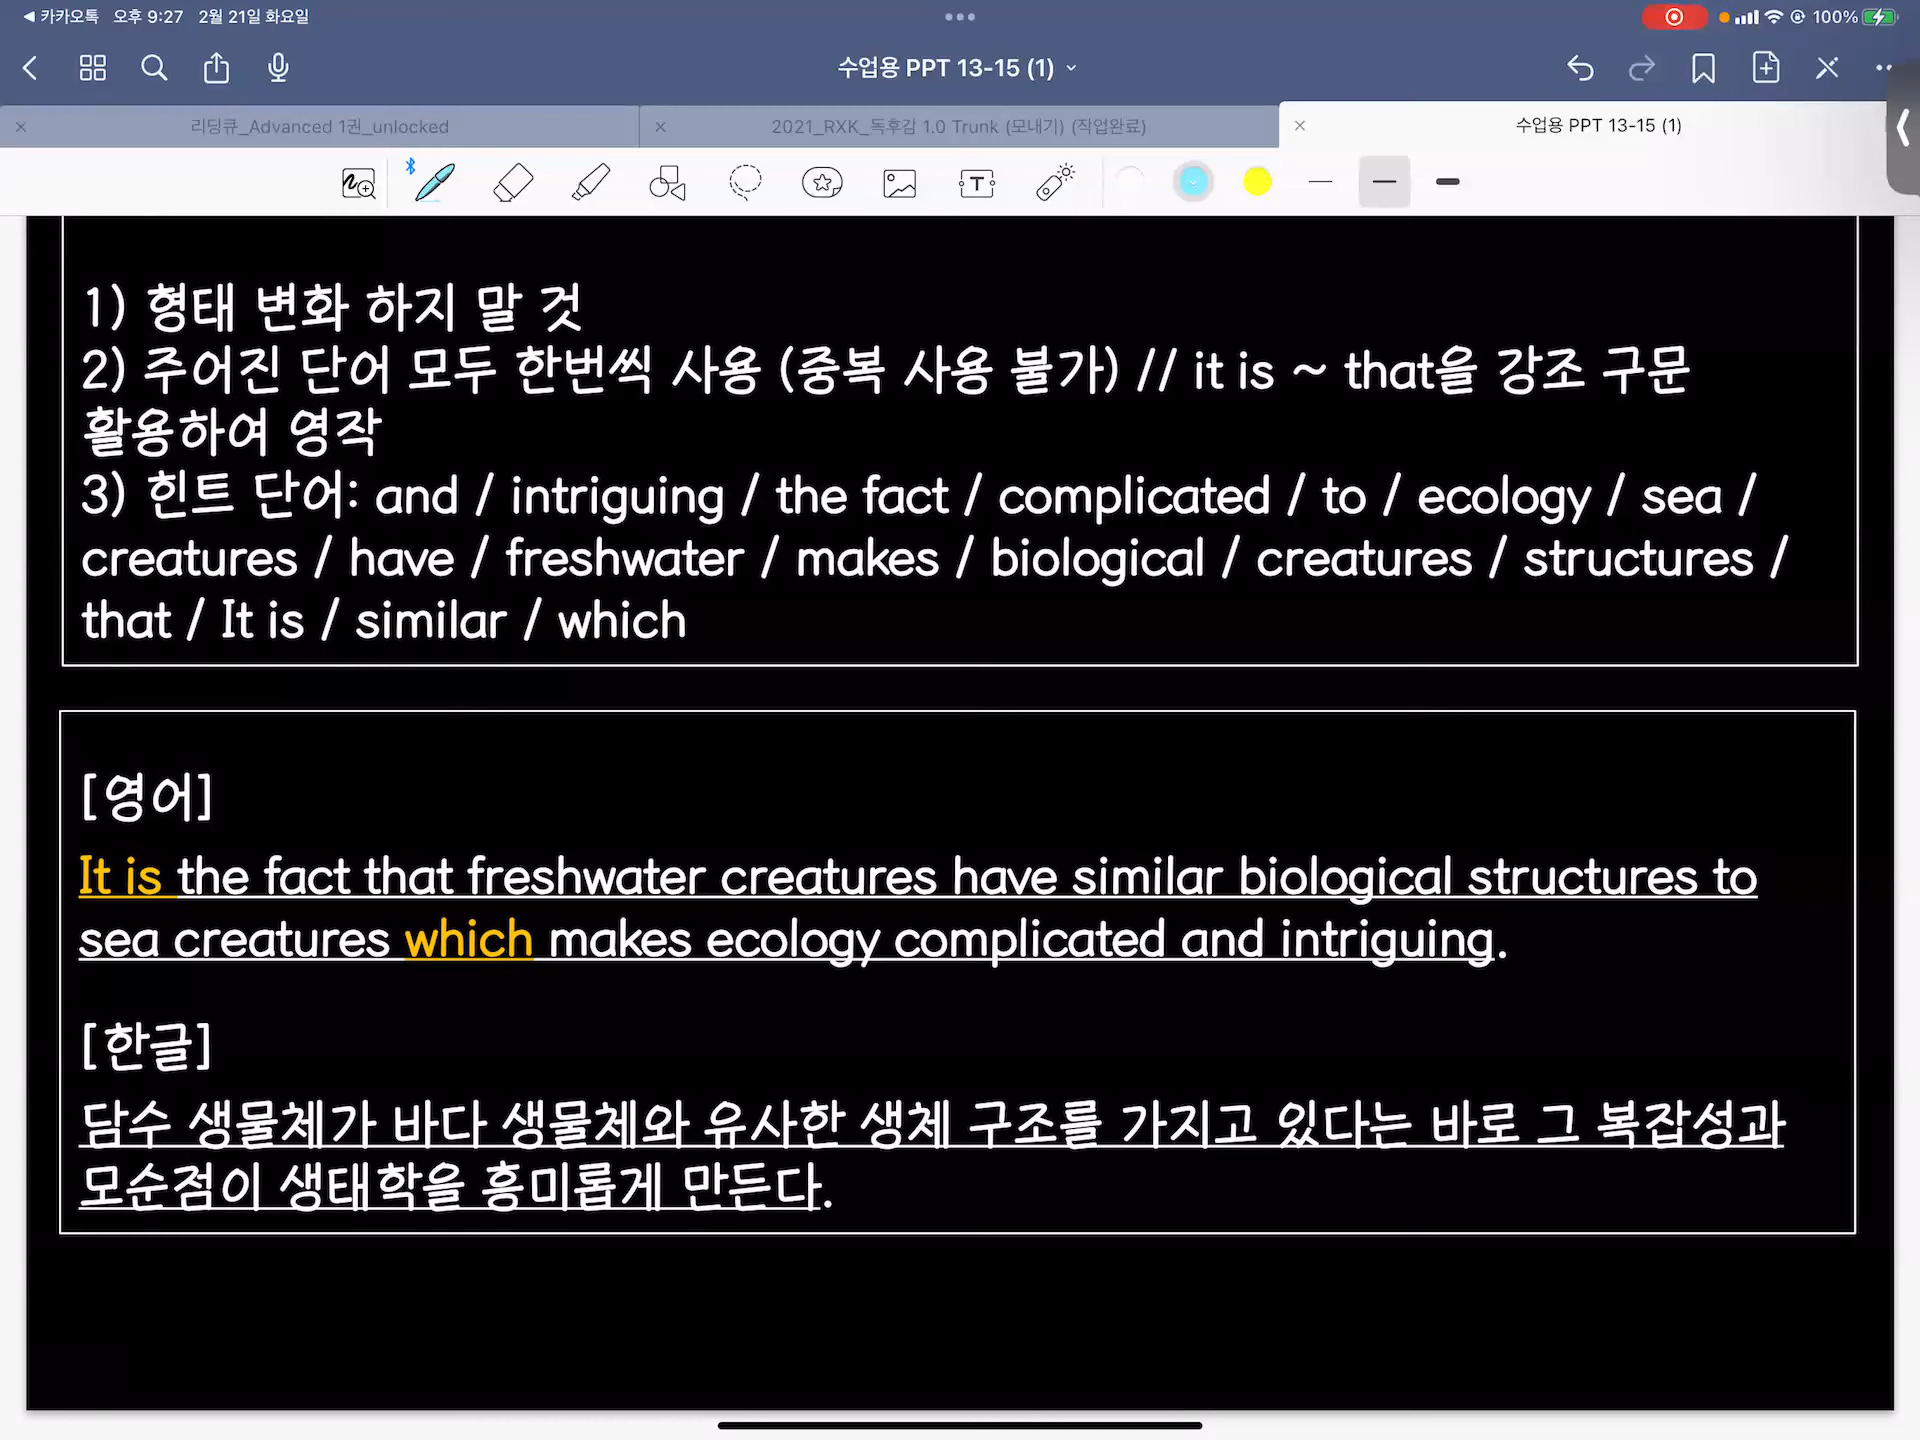 ◀ 카카오톡 오후 9:27 2월 21일 화요일
100%
수업용 PPT 13-15 (1)
리딩큐_Advanced 1권_unlocked
2021_RXK_독후감 1.0 Trunk (모내기) (작업완료)
수업용 PPT 13-15 (1)
1) 형태 변화 하지 말 것
2) 주어진 단어 모두 한번씩 사용 (중복 사용 불가) // it is ~ that을 강조 구문
활용하여 영작
3) 힌트 단어: and / intriguing / the fact / complicated / to / ecology / sea /
creatures / have / freshwater / makes / biological / creatures / structures /
that / It is / similar / which
[영어]
It is the fact that freshwater creatures have similar biological structures to
sea creatures which makes ecology complicated and intriguing.
[한글]
담수 생물체가 바다 생물체와 유사한 생체 구조를 가지고 있다는 바로 그 복잡성과
모순점이 생태학을 흥미롭게 만든다.